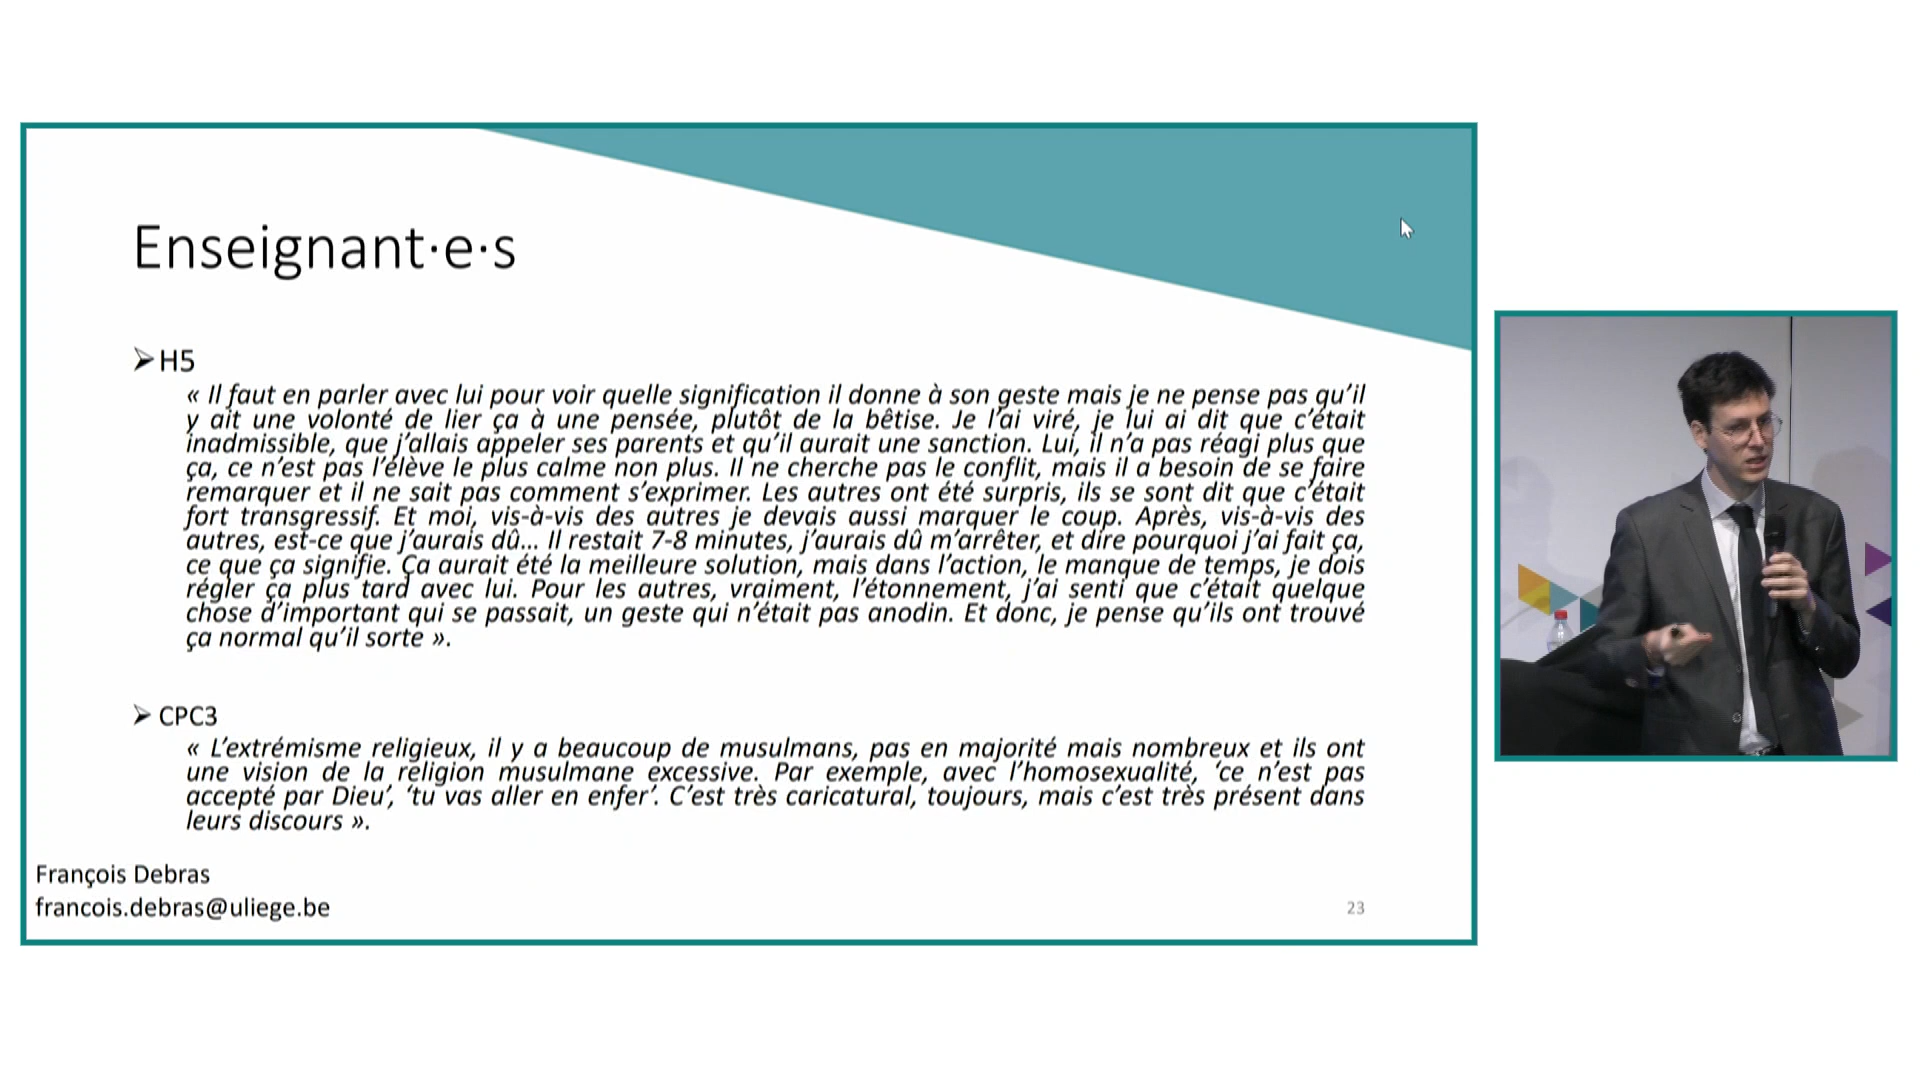 Enseignant·e·s
H5
« Il faut en parler avec lui pour voir quelle signification il donne à son geste mais je ne pense pas qu’il
y ait une volonté de lier ça à une pensée, plutôt de la bêtise. Je l’ai viré, je lui ai dit que c’était
inadmissible, que j’allais appeler ses parents et qu’il aurait une sanction. Lui, il n’a pas réagi plus que
ça, ce n’est pas l’élève le plus calme non plus. Il ne cherche pas le conflit, mais il a besoin de se faire
remarquer et il ne sait pas comment s’exprimer. Les autres ont été surpris, ils se sont dit que c’était
fort transgressif. Et moi, vis-à-vis des autres je devais aussi marquer le coup. Après, vis-à-vis des
autres, est-ce que j’aurais dû… Il restait 7-8 minutes, j’aurais dû m’arrêter, et dire pourquoi j’ai fait ça,
ce que ça signifie. Ça aurait été la meilleure solution, mais dans l’action, le manque de temps, je dois
régler ça plus tard avec lui. Pour les autres, vraiment, l’étonnement, j’ai senti que c’était quelque
chose d’important qui se passait, un geste qui n’était pas anodin. Et donc, je pense qu’ils ont trouvé
ça normal qu’il sorte ».
CPC3
« L’extrémisme religieux, il y a beaucoup de musulmans, pas en majorité mais nombreux et ils ont
une vision de la religion musulmane excessive. Par exemple, avec l’homosexualité, ‘ce n’est pas
accepté par Dieu’, ‘tu vas aller en enfer’. C’est très caricatural, toujours, mais c’est très présent dans
leurs discours ».
François Debras
francois.debras@uliege.be
23